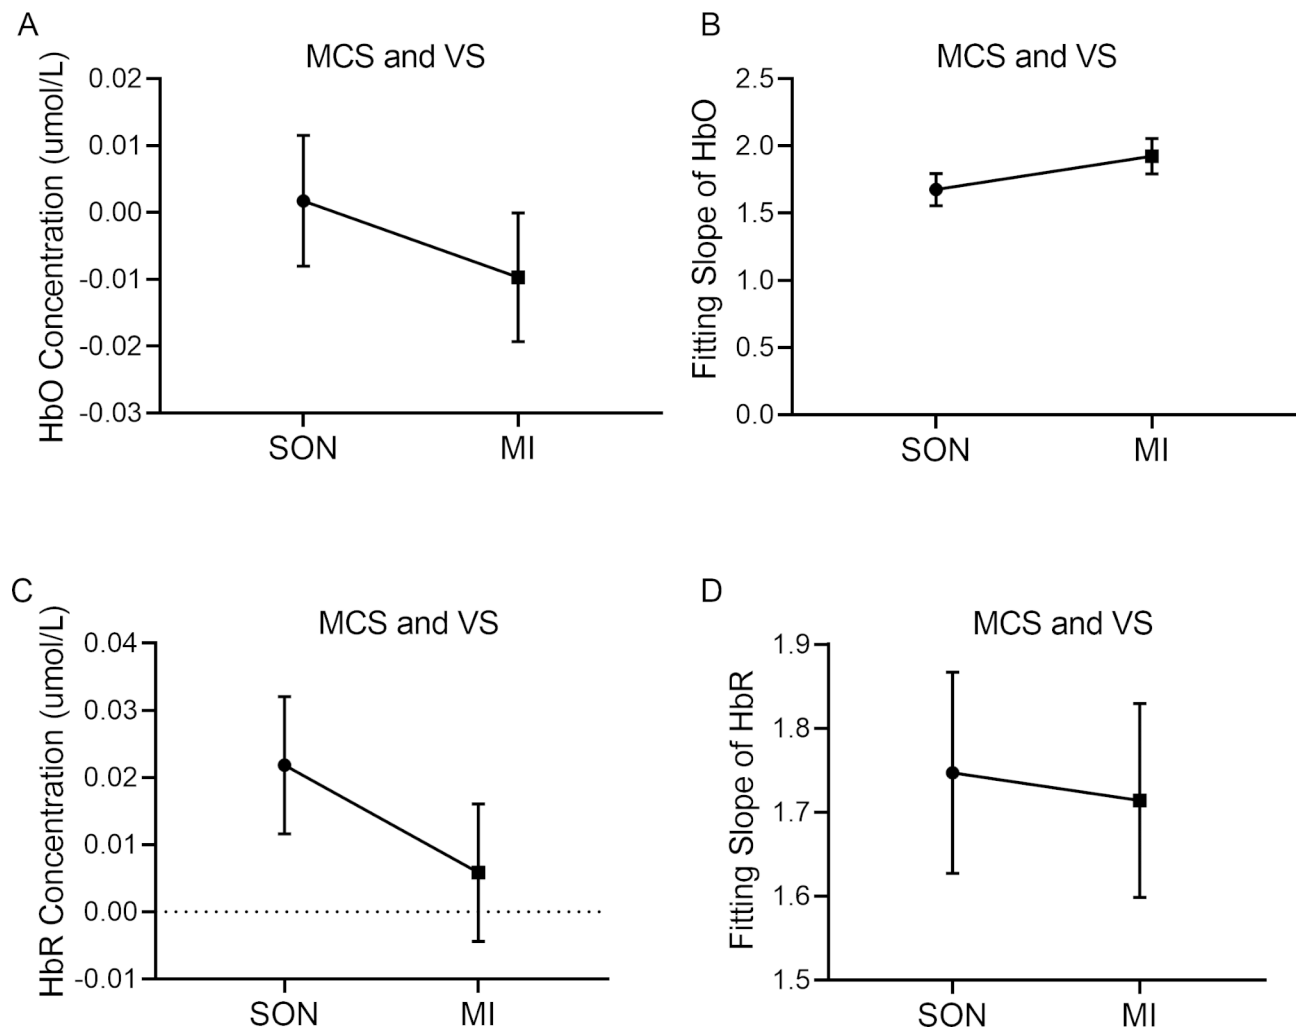 A
MCS and VS
HbO Concentration (umol/L)
0.02
0.01
0.00
-0.01
-0.02
-0.03
SON MI
B
MCS and VS
Fitting Slope of HbO
2.5
2.0
1.5
1.0
0.5
0.0
SON MI
C
MCS and VS
HbR Concentration (umol/L)
0.04
0.03
0.02
0.01
0.00
-0.01
SON MI
D
MCS and VS
Fitting Slope of HbR
1.9
1.8
1.7
1.6
1.5
SON MI